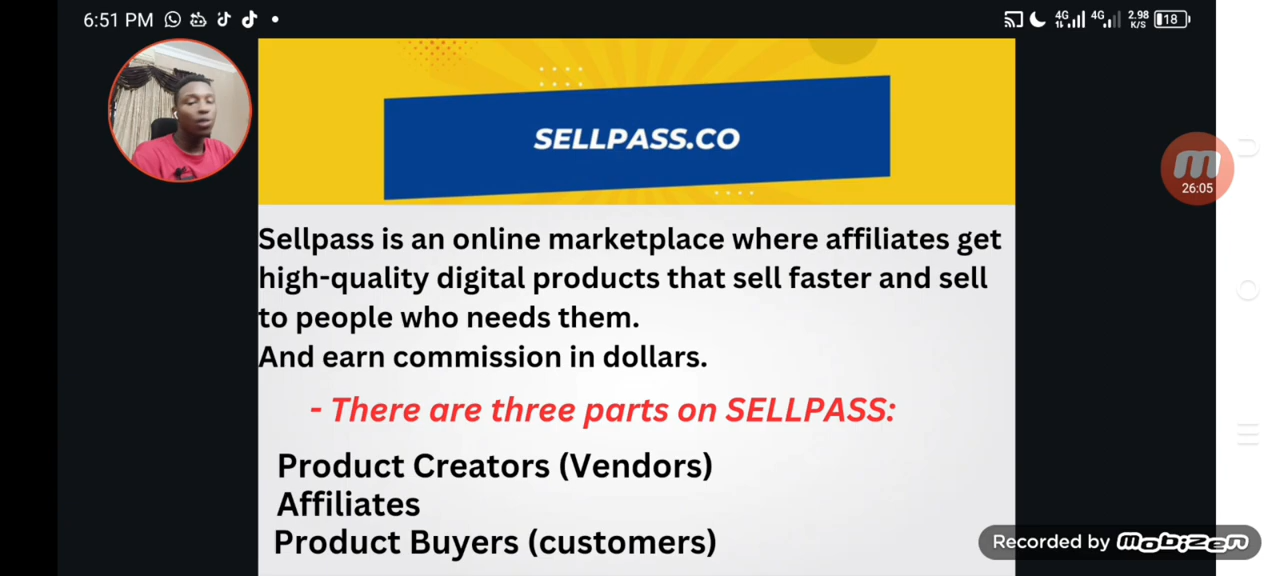 6:51 PM
4G 4G 2.98 K/S 18
SELLPASS.CO
26:05
Sellpass is an online marketplace where affiliates get
high-quality digital products that sell faster and sell
to people who needs them.
And earn commission in dollars.
- There are three parts on SELLPASS:
Product Creators (Vendors)
Affiliates
Product Buyers (customers)
Recorded by mobizen